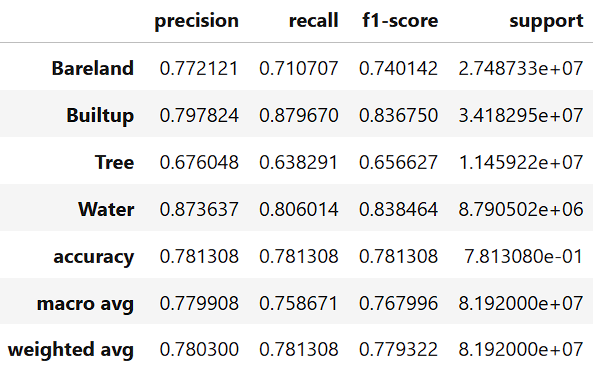 precision recall f1-score support
Bareland 0.772121 0.710707 0.740142 2.748733e+07
Builtup 0.797824 0.879670 0.836750 3.418295e+07
Tree 0.676048 0.638291 0.656627 1.145922e+07
Water 0.873637 0.806014 0.838464 8.790502e+06
accuracy 0.781308 0.781308 0.781308 7.813080e-01
macro avg 0.779908 0.758671 0.767996 8.192000e+07
weighted avg 0.780300 0.781308 0.779322 8.192000e+07